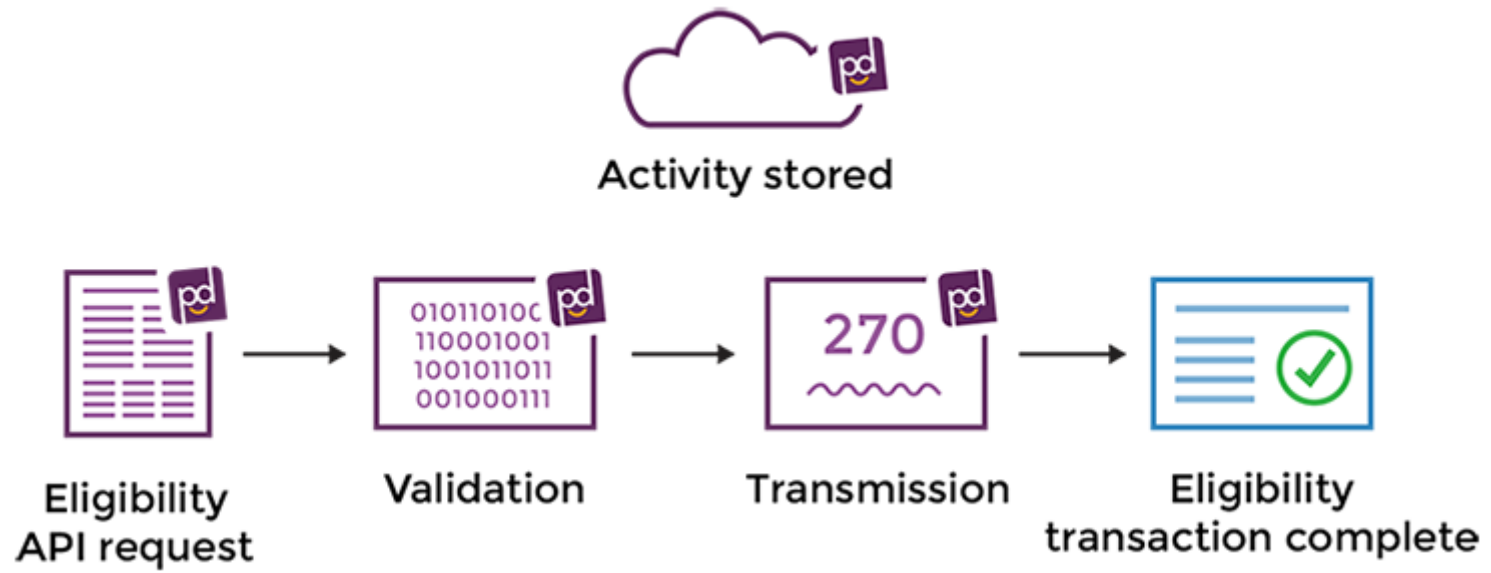 pd
Activity stored
pd
pd
pd
01011010C
110001001
1001011011
001000111
270
Eligibility
API request
Validation
Transmission
Eligibility
transaction complete